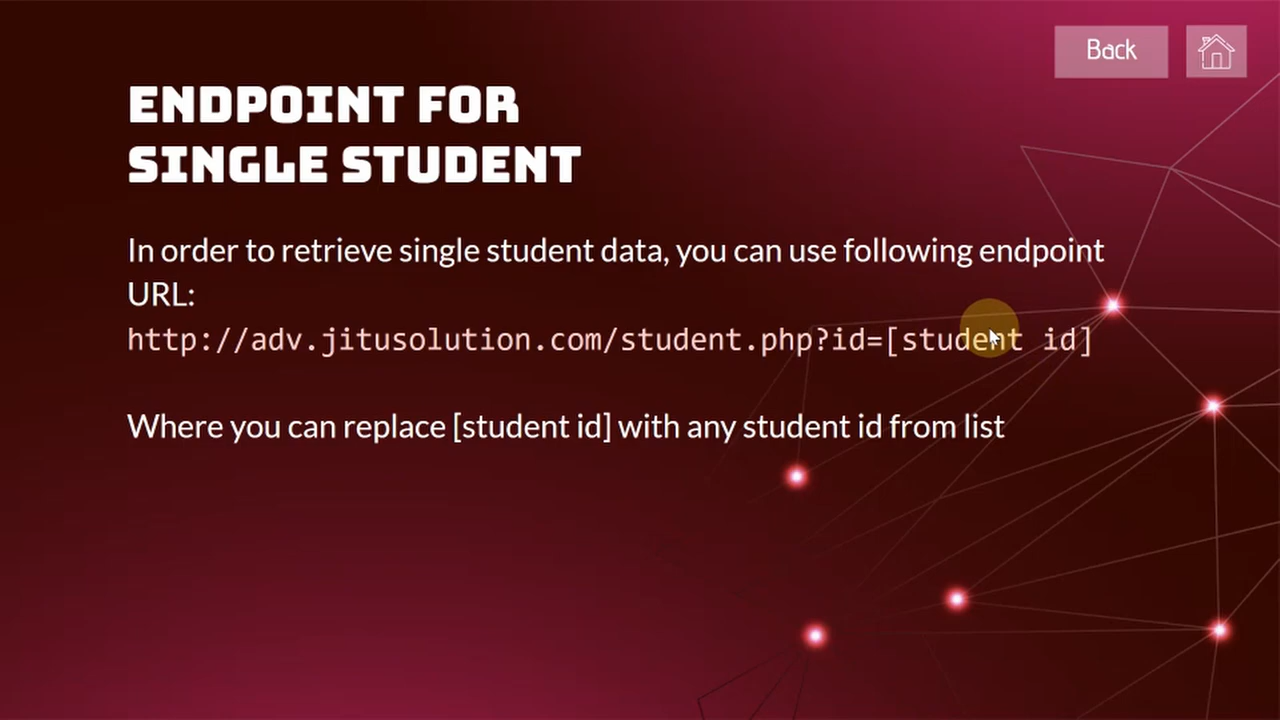 Back
ENDPOINT FOR
SINGLE STUDENT
In order to retrieve single student data, you can use following endpoint
URL:
http://adv.jitusolution.com/student.php?id=[student id]
Where you can replace [student id] with any student id from list